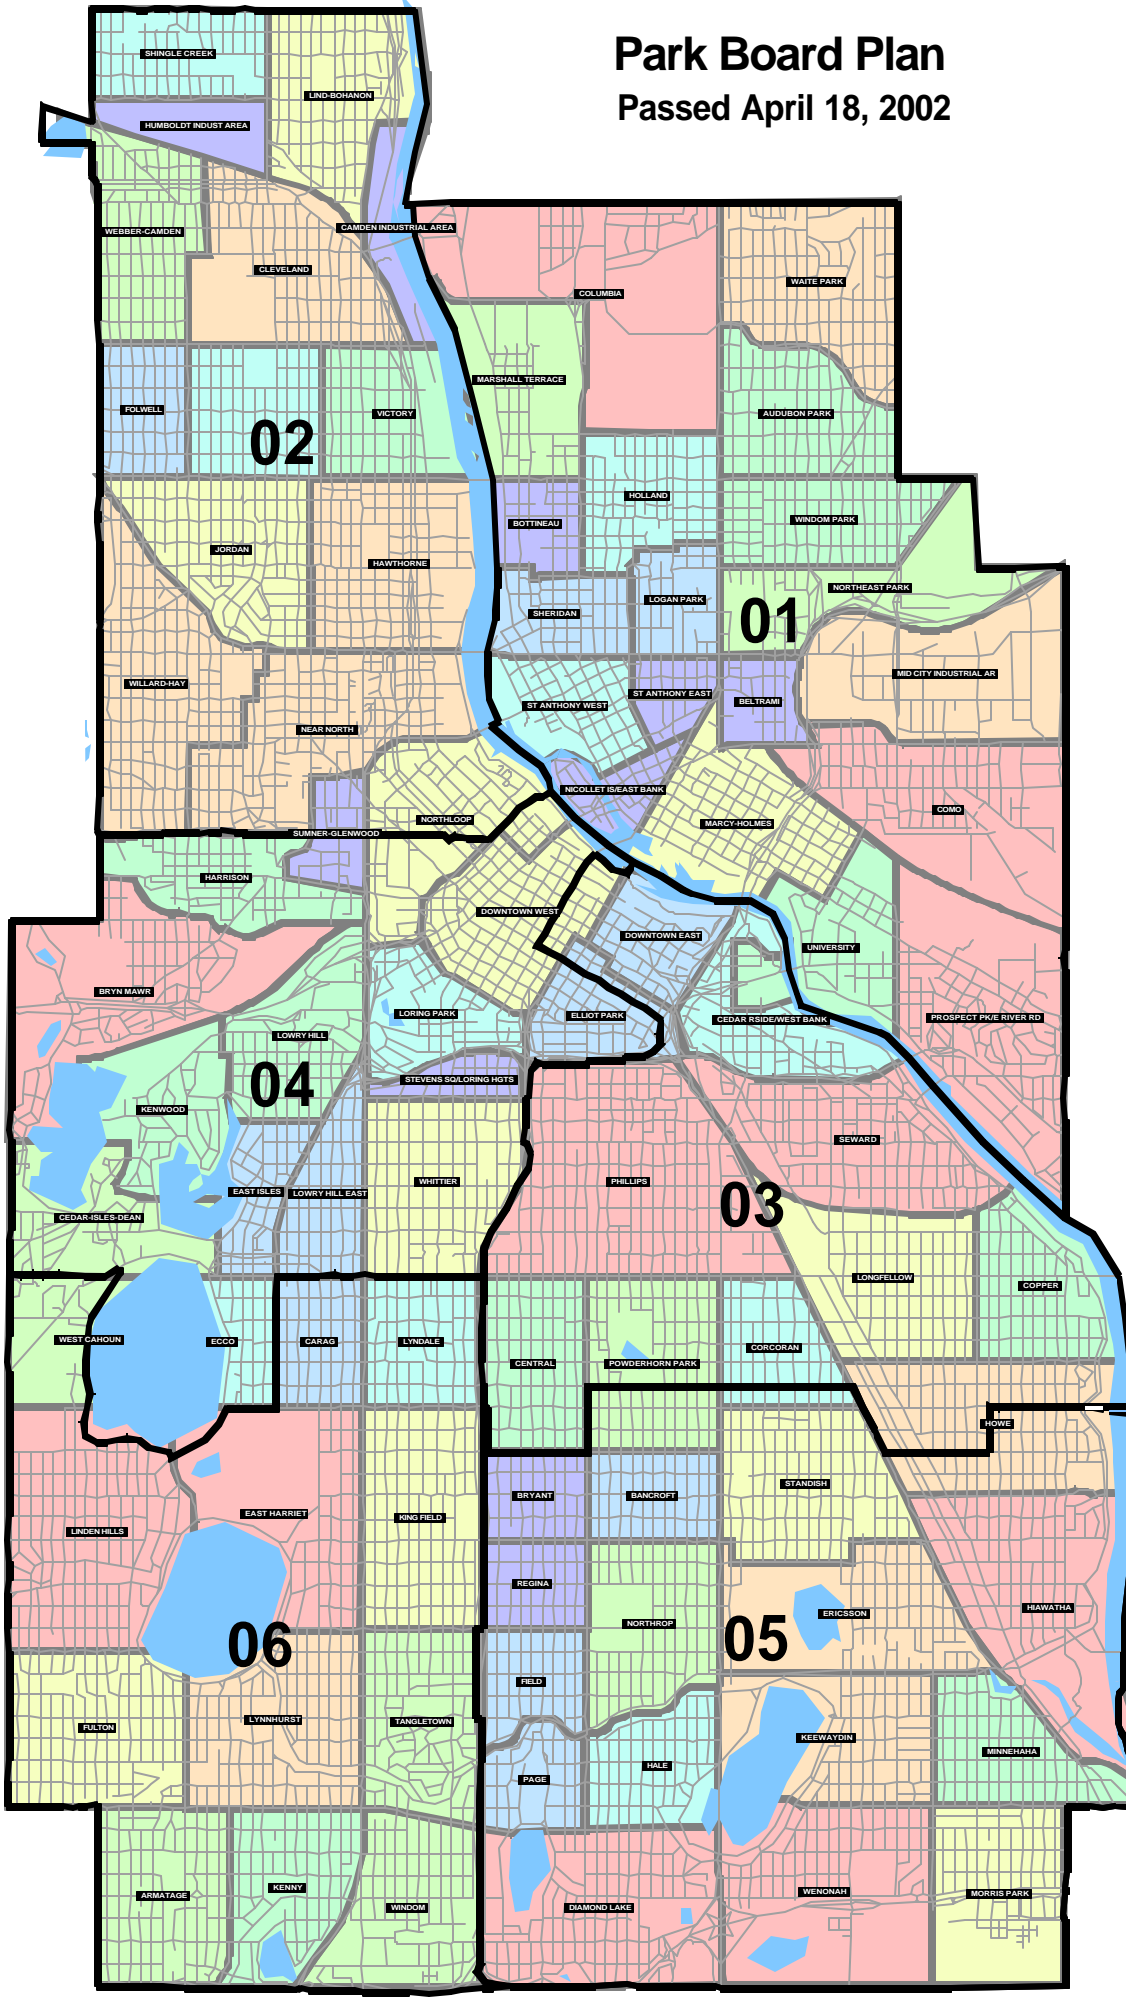 Park Board Plan
Passed April 18, 2002
SHINGLE CREEK
LIND-BOHANON
HUMBOLDT INDUST AREA
WEBBER-CAMDEN
CAMDEN INDUSTRIAL AREA
CLEVELAND
COLUMBIA
WAITE PARK
MARSHALL TERRACE
FOLWELL
VICTORY
AUDUBON PARK
02
HOLLAND
BOTTINEAU
WINDOM PARK
JORDAN
HAWTHORNE
NORTHEAST PARK
LOGAN PARK
SHERIDAN
01
MID CITY INDUSTRIAL AR
WILLARD-HAY
ST ANTHONY EAST
BELTRAMI
ST ANTHONY WEST
NEAR NORTH
NICOLLET IS/EAST BANK
COMO
NORTHLOOP
MARCY-HOLMES
SUMNER-GLENWOOD
HARRISON
DOWNTOWN WEST
DOWNTOWN EAST
UNIVERSITY
BRYN MAWR
LORING PARK
ELLIOT PARK
CEDAR RSIDE/WEST BANK
PROSPECT PK/E RIVER RD
LOWRY HILL
04
STEVENS SQ/LORING HGTS
KENWOOD
SEWARD
WHITTIER
PHILLIPS
EAST ISLES
LOWRY HILL EAST
03
CEDAR-ISLES-DEAN
LONGFELLOW
COPPER
WEST CAHOUN
ECCO
CARAG
LYNDALE
CORCORAN
CENTRAL
POWDERHORN PARK
HOWE
STANDISH
BRYANT
BANCROFT
EAST HARRIET
KING FIELD
LINDEN HILLS
REGINA
HIAWATHA
ERICSSON
NORTHROP
05
06
FIELD
LYNNHURST
TANGLETOWN
FULTON
KEEWAYDIN
MINNEHAHA
HALE
PAGE
KENNY
WENONAH
MORRIS PARK
ARMATAGE
WINDOM
DIAMOND LAKE